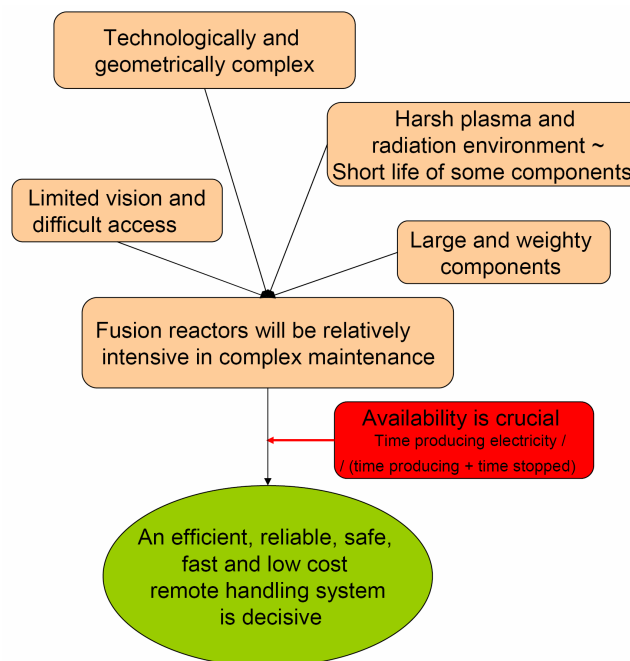 Technologically and
geometrically complex
Harsh plasma and
radiation environment ~
Short life of some components
Limited vision and
difficult access
Large and weighty
components
Fusion reactors will be relatively
intensive in complex maintenance
Availability is crucial
Time producing electricity /
/ (time producing + time stopped)
An efficient, reliable, safe,
fast and low cost
remote handling system
is decisive